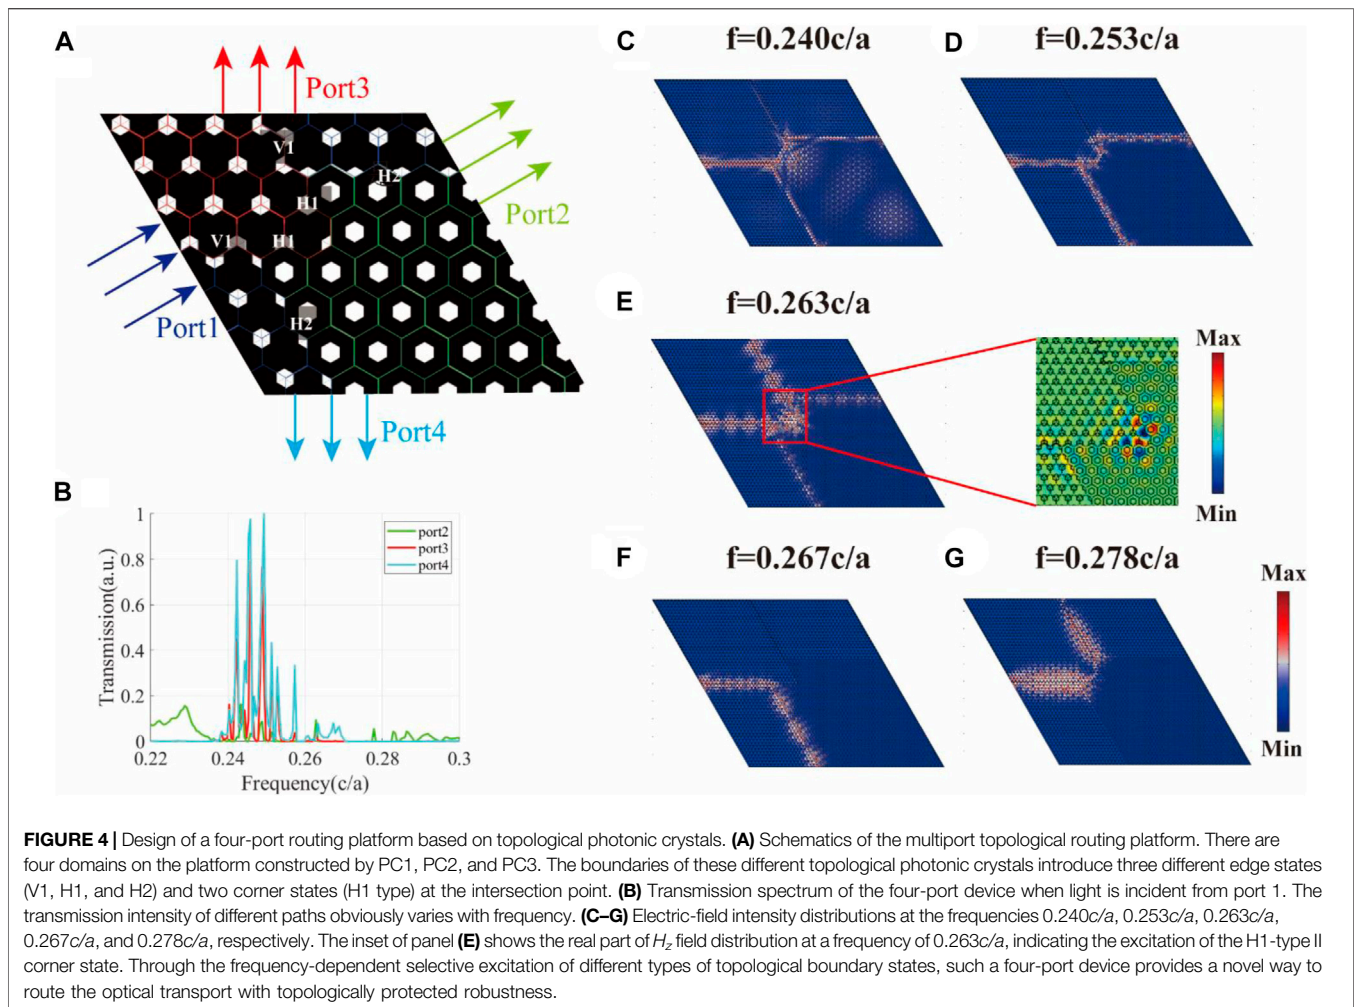 A
Port3
V1
H2
H1
Port2
V1
H1
Port1
H2
Port4
B
1
0.8
0.6
0.4
0.2
0
Transmission(a.u.)
port2
port3
port4
0.22
0.24
0.26
0.28
0.3
Frequency(c/a)
C
f=0.240c/a
D
f=0.253c/a
E
f=0.263c/a
Max
Min
F
f=0.267c/a
G
f=0.278c/a
Max
Min
FIGURE 4 | Design of a four-port routing platform based on topological photonic crystals. (A) Schematics of the multiport topological routing platform. There are
four domains on the platform constructed by PC1, PC2, and PC3. The boundaries of these different topological photonic crystals introduce three different edge states
(V1, H1, and H2) and two corner states (H1 type) at the intersection point. (B) Transmission spectrum of the four-port device when light is incident from port 1. The
transmission intensity of different paths obviously varies with frequency. (C–G) Electric-field intensity distributions at the frequencies 0.240c/a, 0.253c/a, 0.263c/a,
0.267c/a, and 0.278c/a, respectively. The inset of panel (E) shows the real part of Hz field distribution at a frequency of 0.263c/a, indicating the excitation of the H1-type II
corner state. Through the frequency-dependent selective excitation of different types of topological boundary states, such a four-port device provides a novel way to
route the optical transport with topologically protected robustness.